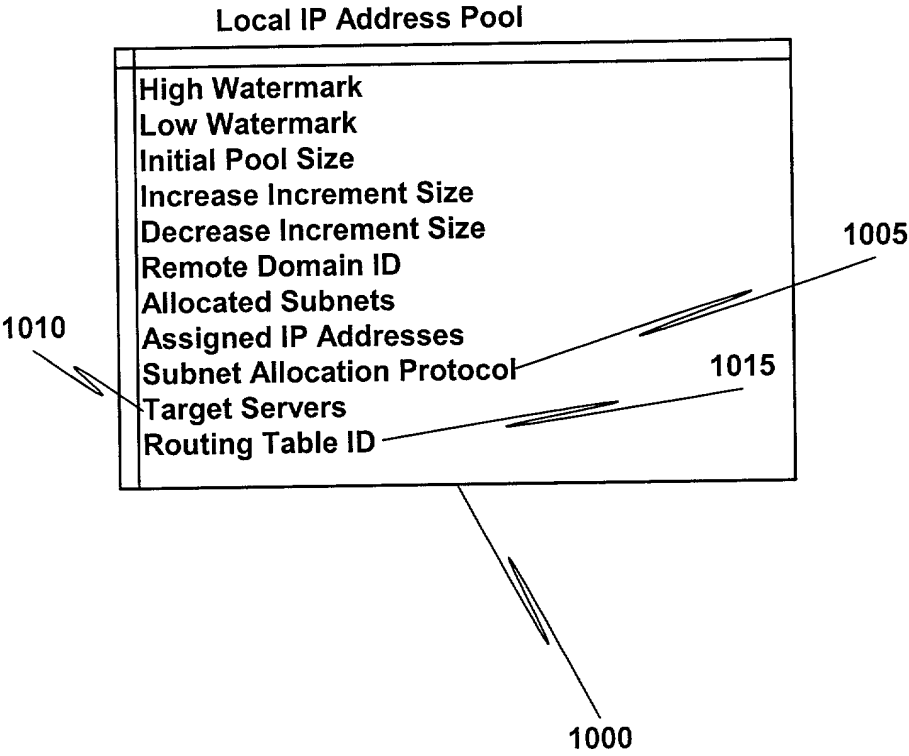 Local IP Address Pool
High Watermark
Low Watermark
Initial Pool Size
Increase Increment Size
Decrease Increment Size
Remote Domain ID
Allocated Subnets
Assigned IP Addresses
Subnet Allocation Protocol
Target Servers
Routing Table ID
1005
1010
1015
1000